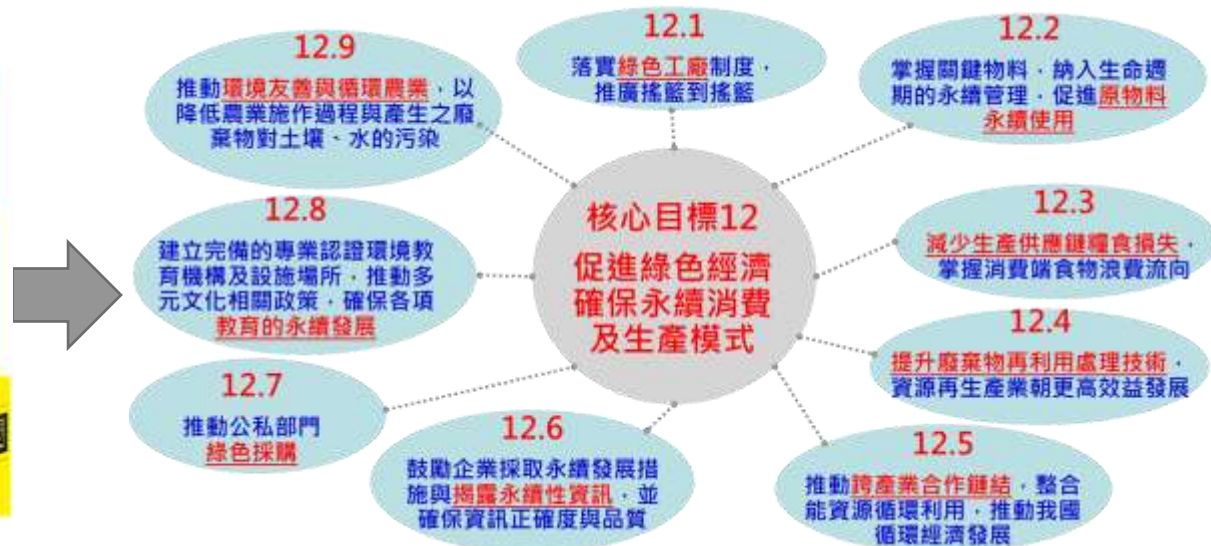 核心目標12
促進綠色經濟
確保永續消費
及生產模式
12.1
落實綠色工廠制度，
推廣搖籃到搖籃
12.2
掌握關鍵物料，納入生命週
期的永續管理，促進原物料
永續使用
12.3
減少生產供應鏈糧食損失，
掌握消費端食物浪費流向
12.4
提升廢棄物再利用處理技術，
資源再生產業朝更高效益發展
12.5
推動跨產業合作鏈結，整合
能資源循環利用，推動我國
循環經濟發展
12.6
鼓勵企業採取永續發展措
施與揭露永續性資訊，並
確保資訊正確度與品質
12.7
推動公私部門
綠色採購
12.8
建立完備的專業認證環境教
育機構及設施場所，推動多
元文化相關政策，確保各項
教育的永續發展
12.9
推動環境友善與循環農業，以
降低農業施作過程與產生之廢
棄物對土壤、水的污染